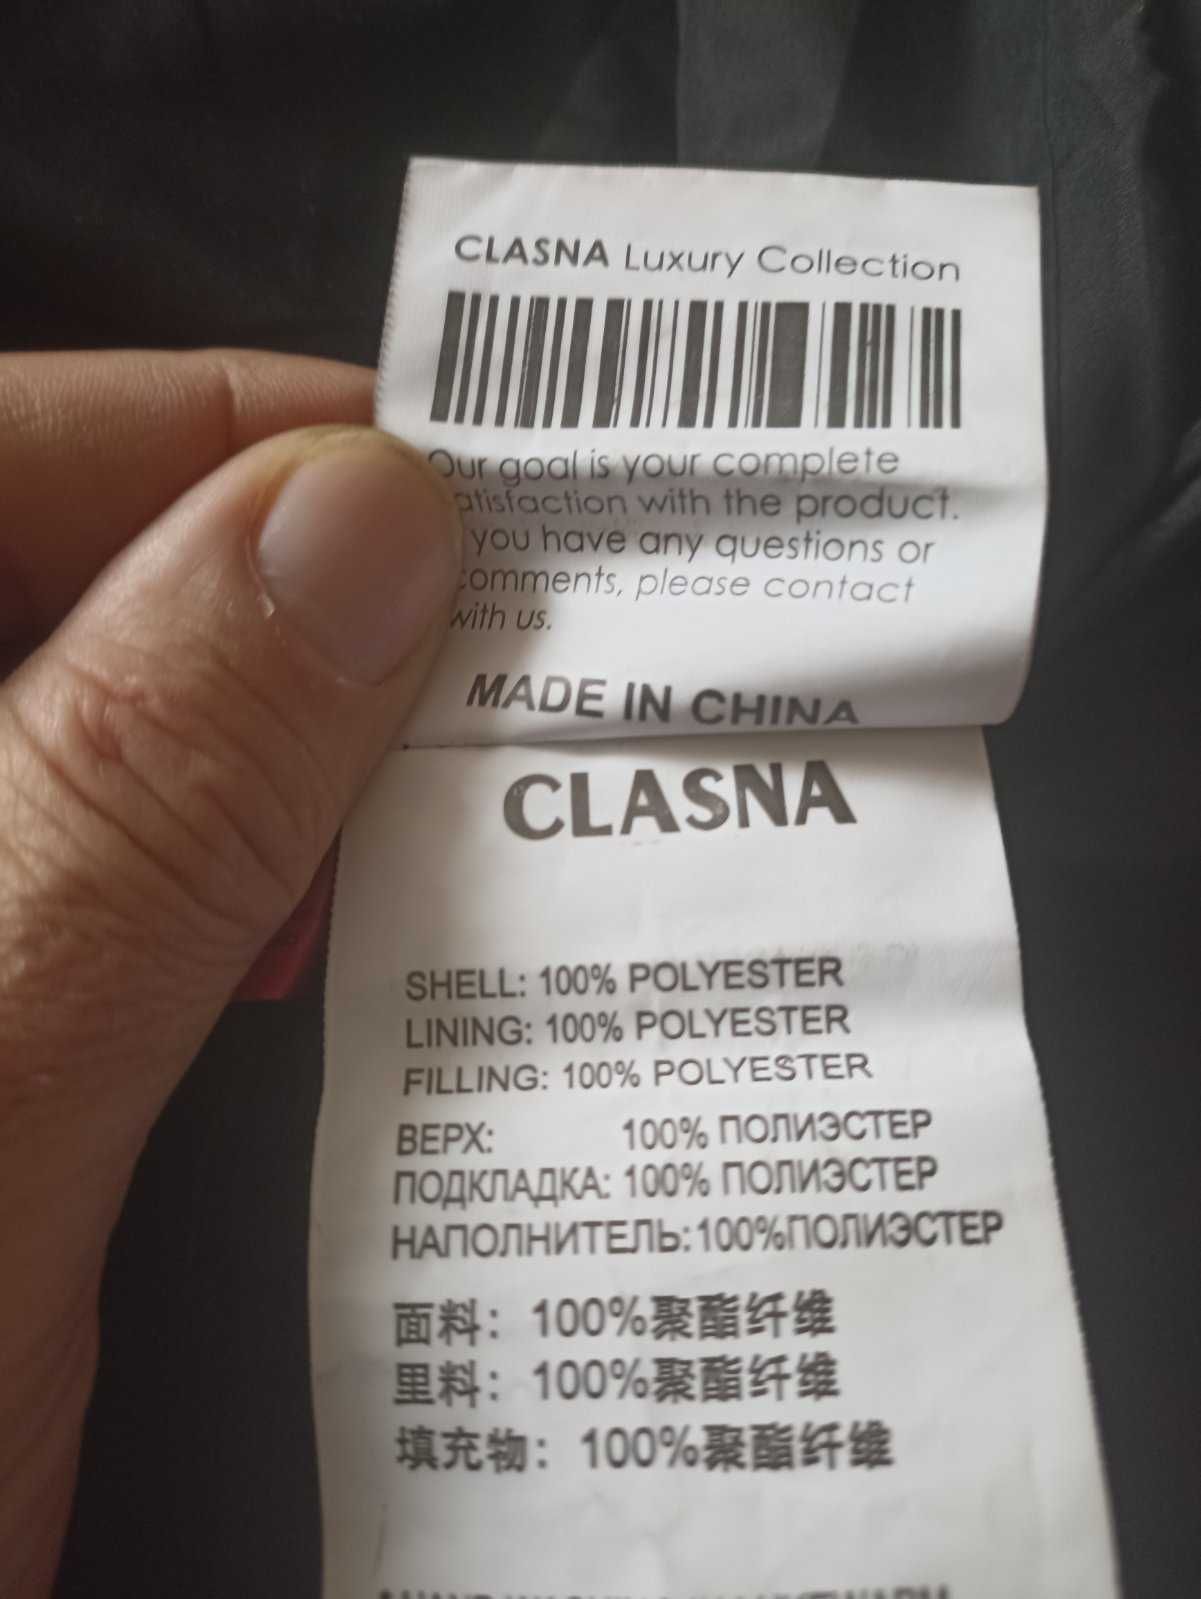 CLASNA Luxury Collection
Our goal is your complete
atisfaction with the product.
you have any questions or
comments, please contact
with us.
MADE IN CHINA
CLASNA
SHELL: 100% POLYESTER
LINING: 100% POLYESTER
FILLING: 100% POLYESTER
ВЕРХ: 100% ПОЛИЭСТЕР
ПОДКЛАДКА: 100% ПОЛИЭСТЕР
НАПОЛНИТЕЛЬ:100%ПОЛИЭСТЕР
面料：100%聚酯纤维
里料：100%聚酯纤维
填充物：100%聚酯纤维